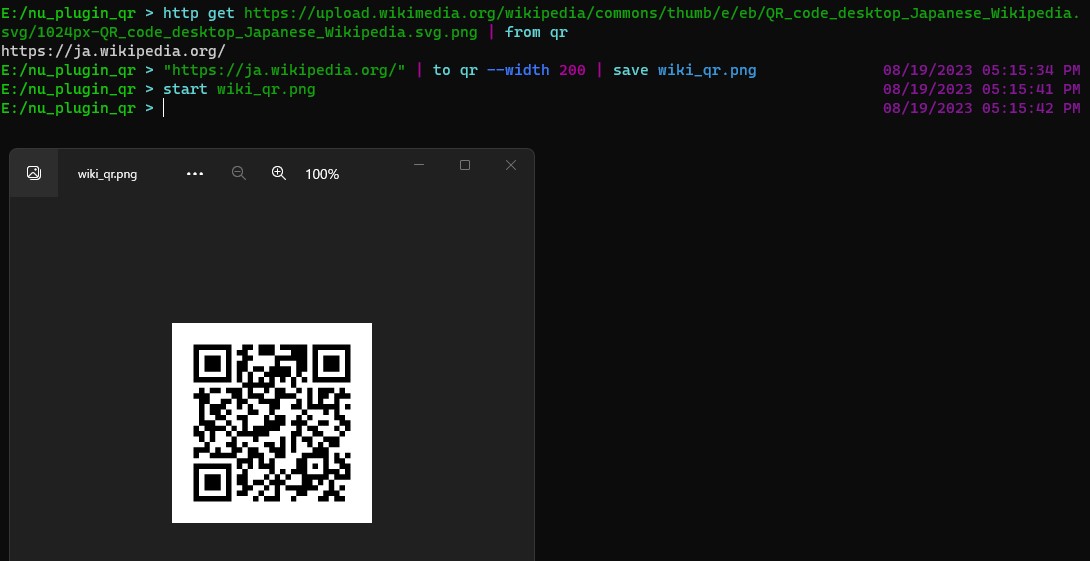 E:/nu_plugin_qr > http get https://upload.wikimedia.org/wikipedia/commons/thumb/e/eb/QR_code_desktop_Japanese_Wikipedia.
svg/1024px-QR_code_desktop_Japanese_Wikipedia.svg.png | from qr
https://ja.wikipedia.org/
E:/nu_plugin_qr > "https://ja.wikipedia.org/" | to qr --width 200 | save wiki_qr.png 08/19/2023 05:15:34 PM
E:/nu_plugin_qr > start wiki_qr.png 08/19/2023 05:15:41 PM
E:/nu_plugin_qr > 08/19/2023 05:15:42 PM
wiki_qr.png ... 100%